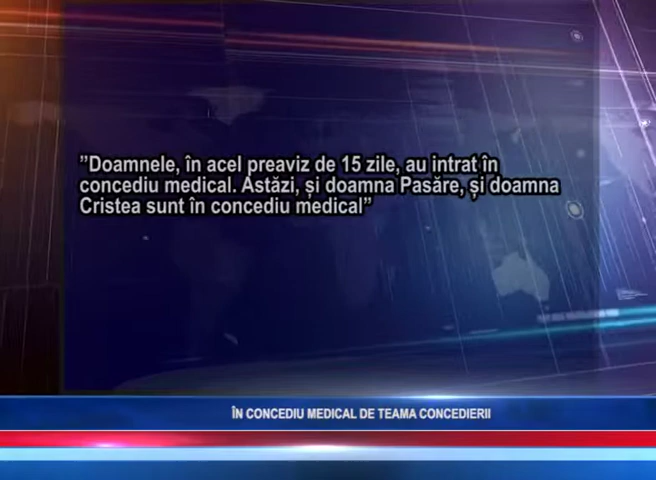 ”Doamnele, în acel preaviz de 15 zile, au intrat în
concediu medical. Astăzi, și doamna Pasăre, și doamna
Cristea sunt în concediu medical”
ÎN CONCEDIU MEDICAL DE TEAMA CONCEDIERII